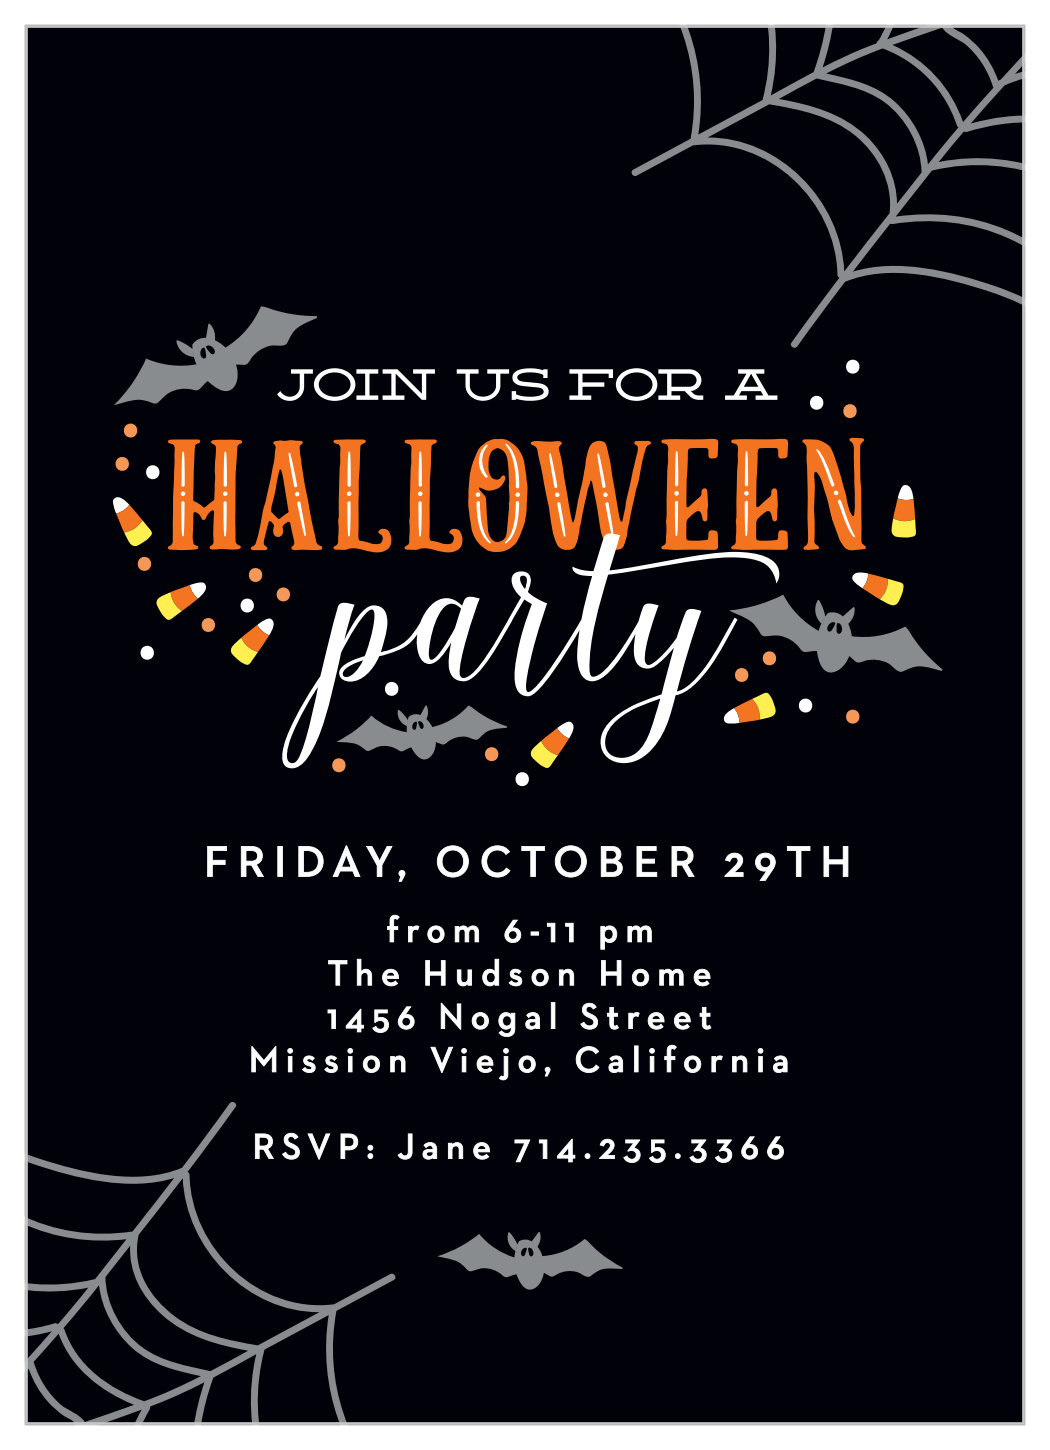 JOIN US FOR A
HALLOWEEN
party
FRIDAY, OCTOBER 29TH
from 6-11 pm
The Hudson Home
1456 Nogal Street
Mission Viejo, California
RSVP: Jane 714.235.3366